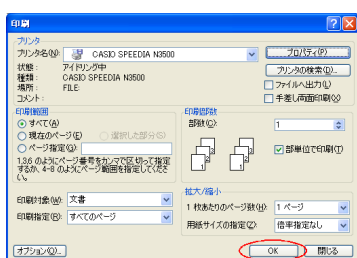 印刷
プリンタ
プリンタ名(N): CASIO SPEEDIA N3500 プロパティ(P)
状態: アイドリング中 プリンタの検索(D)...
種類: CASIO SPEEDIA N3500
場所: FILE: ファイルへ出力(L)
コメント: 手差し両面印刷(X)
印刷範囲
すべて(A)
現在のページ(E) 選択した部分(S)
ページ指定(G):
1,3,6 のようにページ番号をカンマで区切って指定
するか、4-8 のようにページ範囲を指定してくださ
い。
印刷部数
部数(C): 1
部単位で印刷(T)
印刷対象(W): 文書
印刷指定(R): すべてのページ
拡大/縮小
1 枚あたりのページ数(H): 1 ページ
用紙サイズの指定(Z): 倍率指定なし
オプション(O)... OK 閉じる